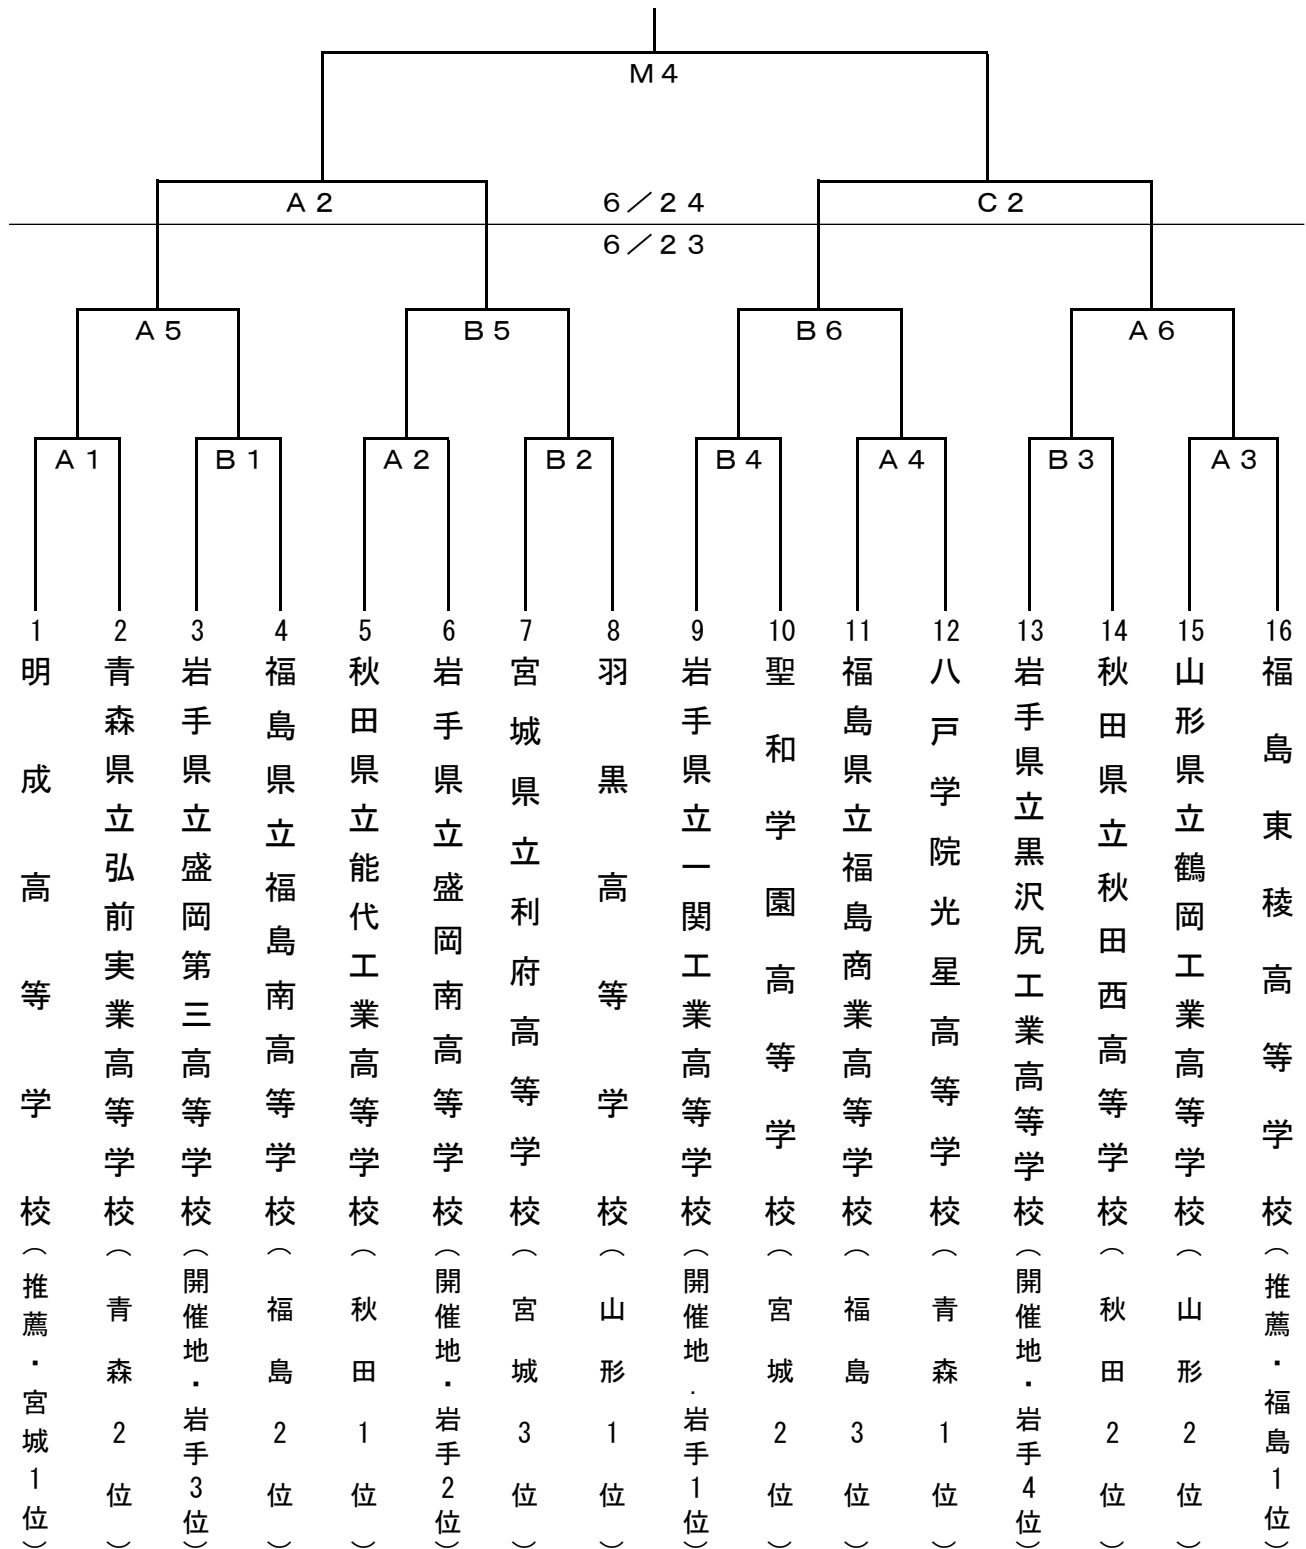 M4
A2
6／24
C2
6／23
A5
B5
B6
A6
A1
B1
A2
B2
B4
A4
B3
A3
1
明成高等学校（推薦・宮城1位）
2
青森県立弘前実業高等学校（青森2位）
3
岩手県立盛岡第三高等学校（開催地・岩手3位）
4
福島県立福島南高等学校（福島2位）
5
秋田県立能代工業高等学校（秋田1位）
6
岩手県立盛岡南高等学校（開催地・岩手2位）
7
宮城県立利府高等学校（宮城3位）
8
羽黒高等学校（山形1位）
9
岩手県立一関工業高等学校（開催地．岩手1位）
10
聖和学園高等学校（宮城2位）
11
福島県立福島商業高等学校（福島3位）
12
八戸学院光星高等学校（青森1位）
13
岩手県立黒沢尻工業高等学校（開催地・岩手4位）
14
秋田県立秋田西高等学校（秋田2位）
15
山形県立鶴岡工業高等学校（山形2位）
16
福島東稜高等学校（推薦・福島1位）